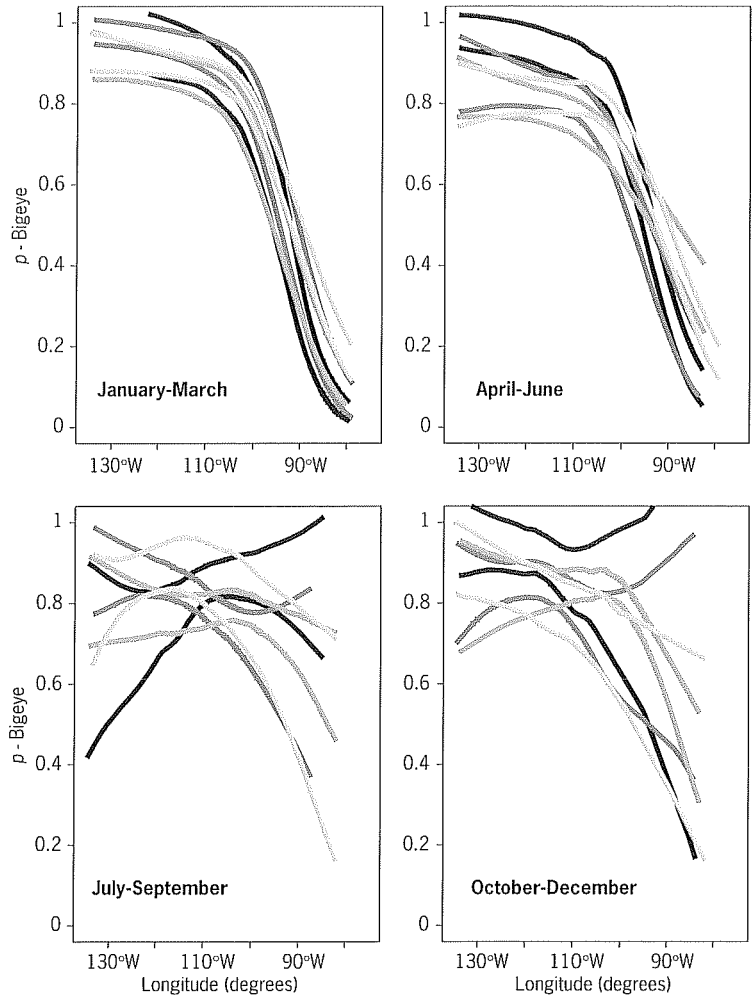 1
0.8
0.6
0.4
0.2
0
p - Bigeye
January-March
130°W
110°W
90°W
1
0.8
0.6
0.4
0.2
0
April-June
130°W
110°W
90°W
1
0.8
0.6
0.4
0.2
0
p - Bigeye
July-September
130°W
110°W
90°W
Longitude (degrees)
1
0.8
0.6
0.4
0.2
0
October-December
130°W
110°W
90°W
Longitude (degrees)